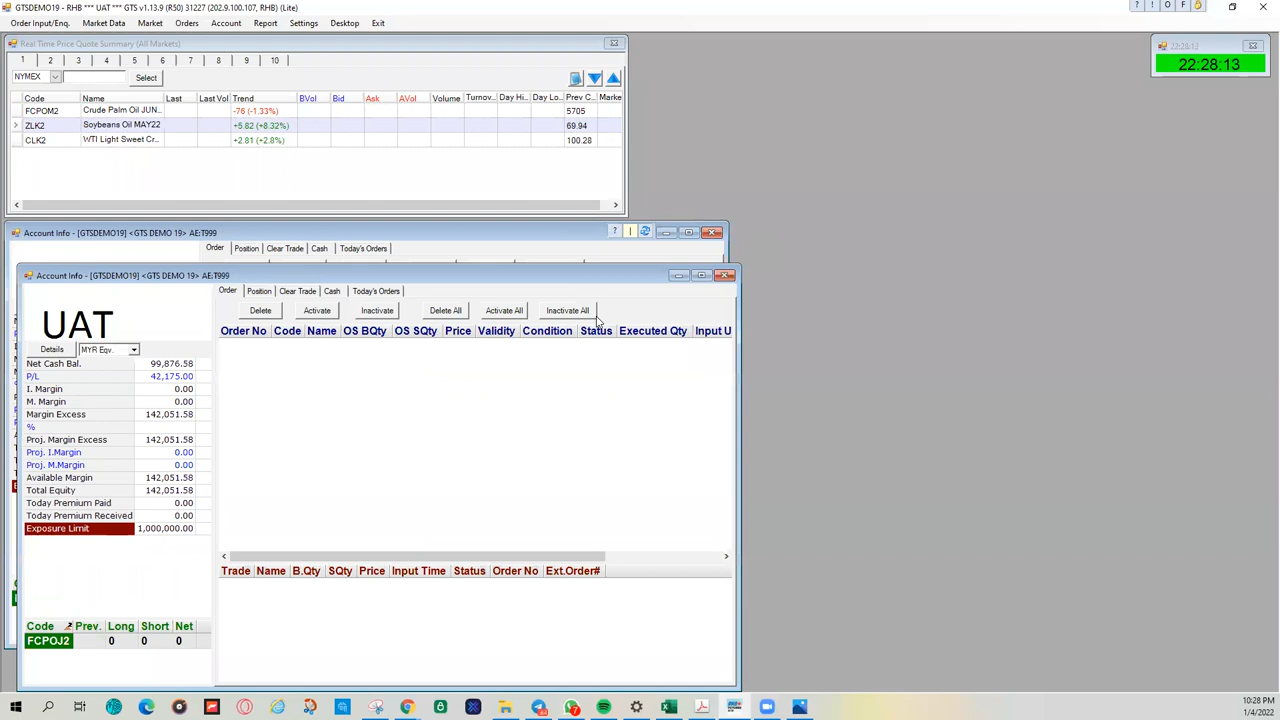 GTSDEMO19 - RHB *** UAT *** GTS v1.13.9 (R50) 31227 (202.9.100.107, RHB) (Lite)
? ! O F
Order Input/Enq. Market Data Market Orders Account Report Settings Desktop Exit
Real Time Price Quote Summary (All Markets)
22:28:12
1 2 3 4 5 6 7 8 9 10
22:28:13
NYMEX Select
Code Name Last Last Vol Trend BVol Bid Ask AVol Volume Turnov... Day Hi... Day Lo... Prev C... Marke
FCPOM2 Crude Palm Oil JUN... -76 (-1.33%) 5705
ZLK2 Soybeans Oil MAY22 +5.82 (+8.32%) 69.94
CLK2 WTI Light Sweet Cr... +2.81 (+2.8%) 100.28
Account Info - [GTSDEMO19] <GTS DEMO 19> AE:T999
Order Position Clear Trade Cash Today's Orders
Account Info - [GTSDEMO19] <GTS DEMO 19> AE:T999
Order Position Clear Trade Cash Today's Orders
Delete Activate Inactivate Delete All Activate All Inactivate All
UAT
Order No Code Name OS BQty OS SQty Price Validity Condition Status Executed Qty Input U
Details MYR Eqv.
Net Cash Bal. 99,876.58
P/L 42,175.00
I. Margin 0.00
M. Margin 0.00
Margin Excess 142,051.58
%
Proj. Margin Excess 142,051.58
Proj. I.Margin 0.00
Proj. M.Margin 0.00
Available Margin 142,051.58
Total Equity 142,051.58
Today Premium Paid 0.00
Today Premium Received 0.00
Exposure Limit 1,000,000.00
Trade Name B.Qty SQty Price Input Time Status Order No Ext.Order#
Code Prev. Long Short Net
FCPOJ2 0 0 0
10:28 PM
1/4/2022